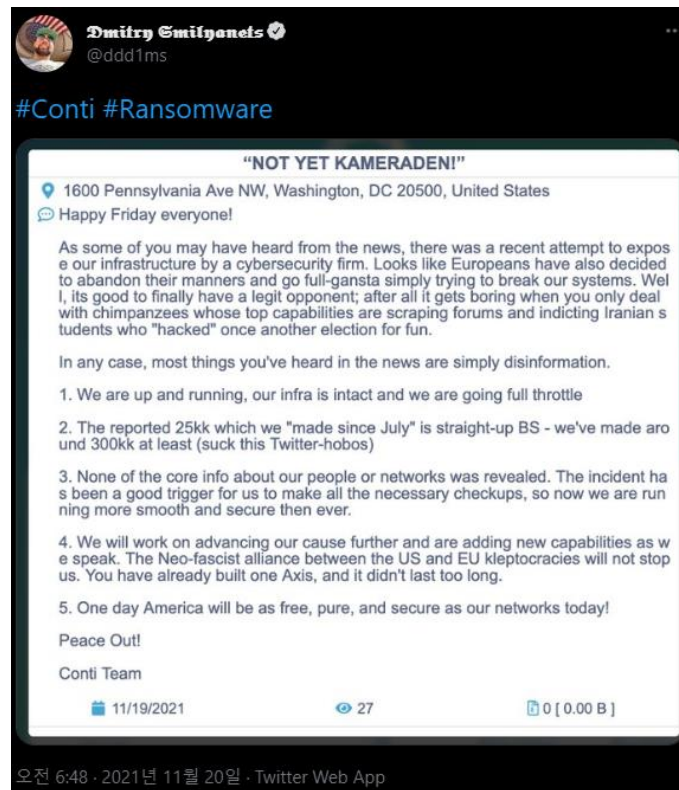 𝕯𝖒𝖎𝖙𝖗𝖞 𝕾𝖒𝖎𝖑𝖞𝖆𝖓𝖊𝖙𝖘
@ddd1ms
#Conti #Ransomware
“NOT YET KAMERADEN!”
1600 Pennsylvania Ave NW, Washington, DC 20500, United States
Happy Friday everyone!
As some of you may have heard from the news, there was a recent attempt to expos
e our infrastructure by a cybersecurity firm. Looks like Europeans have also decided
to abandon their manners and go full-gansta simply trying to break our systems. Wel
l, its good to finally have a legit opponent; after all it gets boring when you only deal
with chimpanzees whose top capabilities are scraping forums and indicting Iranian s
tudents who "hacked" once another election for fun.
In any case, most things you've heard in the news are simply disinformation.
1. We are up and running, our infra is intact and we are going full throttle
2. The reported 25kk which we "made since July" is straight-up BS - we've made aro
und 300kk at least (suck this Twitter-hobos)
3. None of the core info about our people or networks was revealed. The incident ha
s been a good trigger for us to make all the necessary checkups, so now we are run
ning more smooth and secure then ever.
4. We will work on advancing our cause further and are adding new capabilities as w
e speak. The Neo-fascist alliance between the US and EU kleptocracies will not stop
us. You have already built one Axis, and it didn't last too long.
5. One day America will be as free, pure, and secure as our networks today!
Peace Out!
Conti Team
11/19/2021 27 0 [ 0.00 B ]
오전 6:48 · 2021년 11월 20일 · Twitter Web App